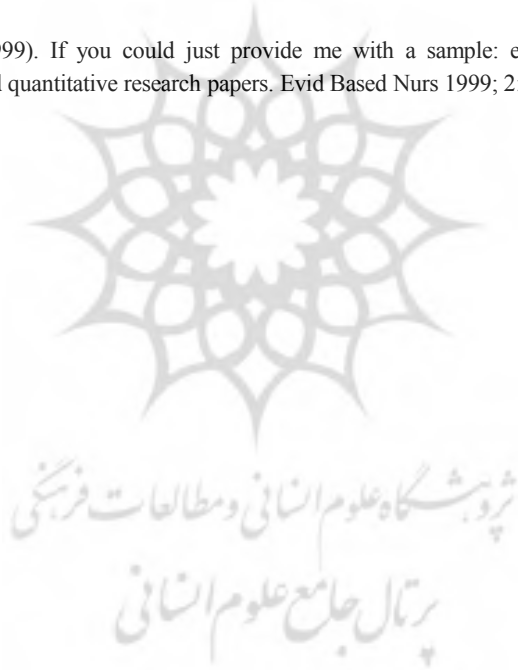 999). If you could just provide me with a sample: e
l quantitative research papers. Evid Based Nurs 1999; 2:
پژوهشگاه علوم انسانی و مطالعات فرهنگی
پرتال جامع علوم انسانی